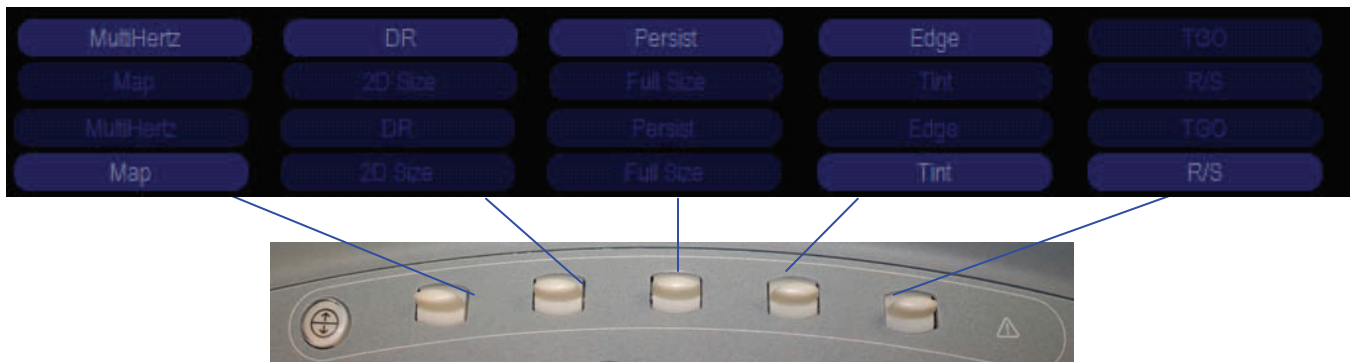 MultiHertz DR Persist Edge TGO
Map 2D Size Full Size Tint R/S
MultiHertz DR Persist Edge TGO
Map 2D Size Full Size Tint R/S